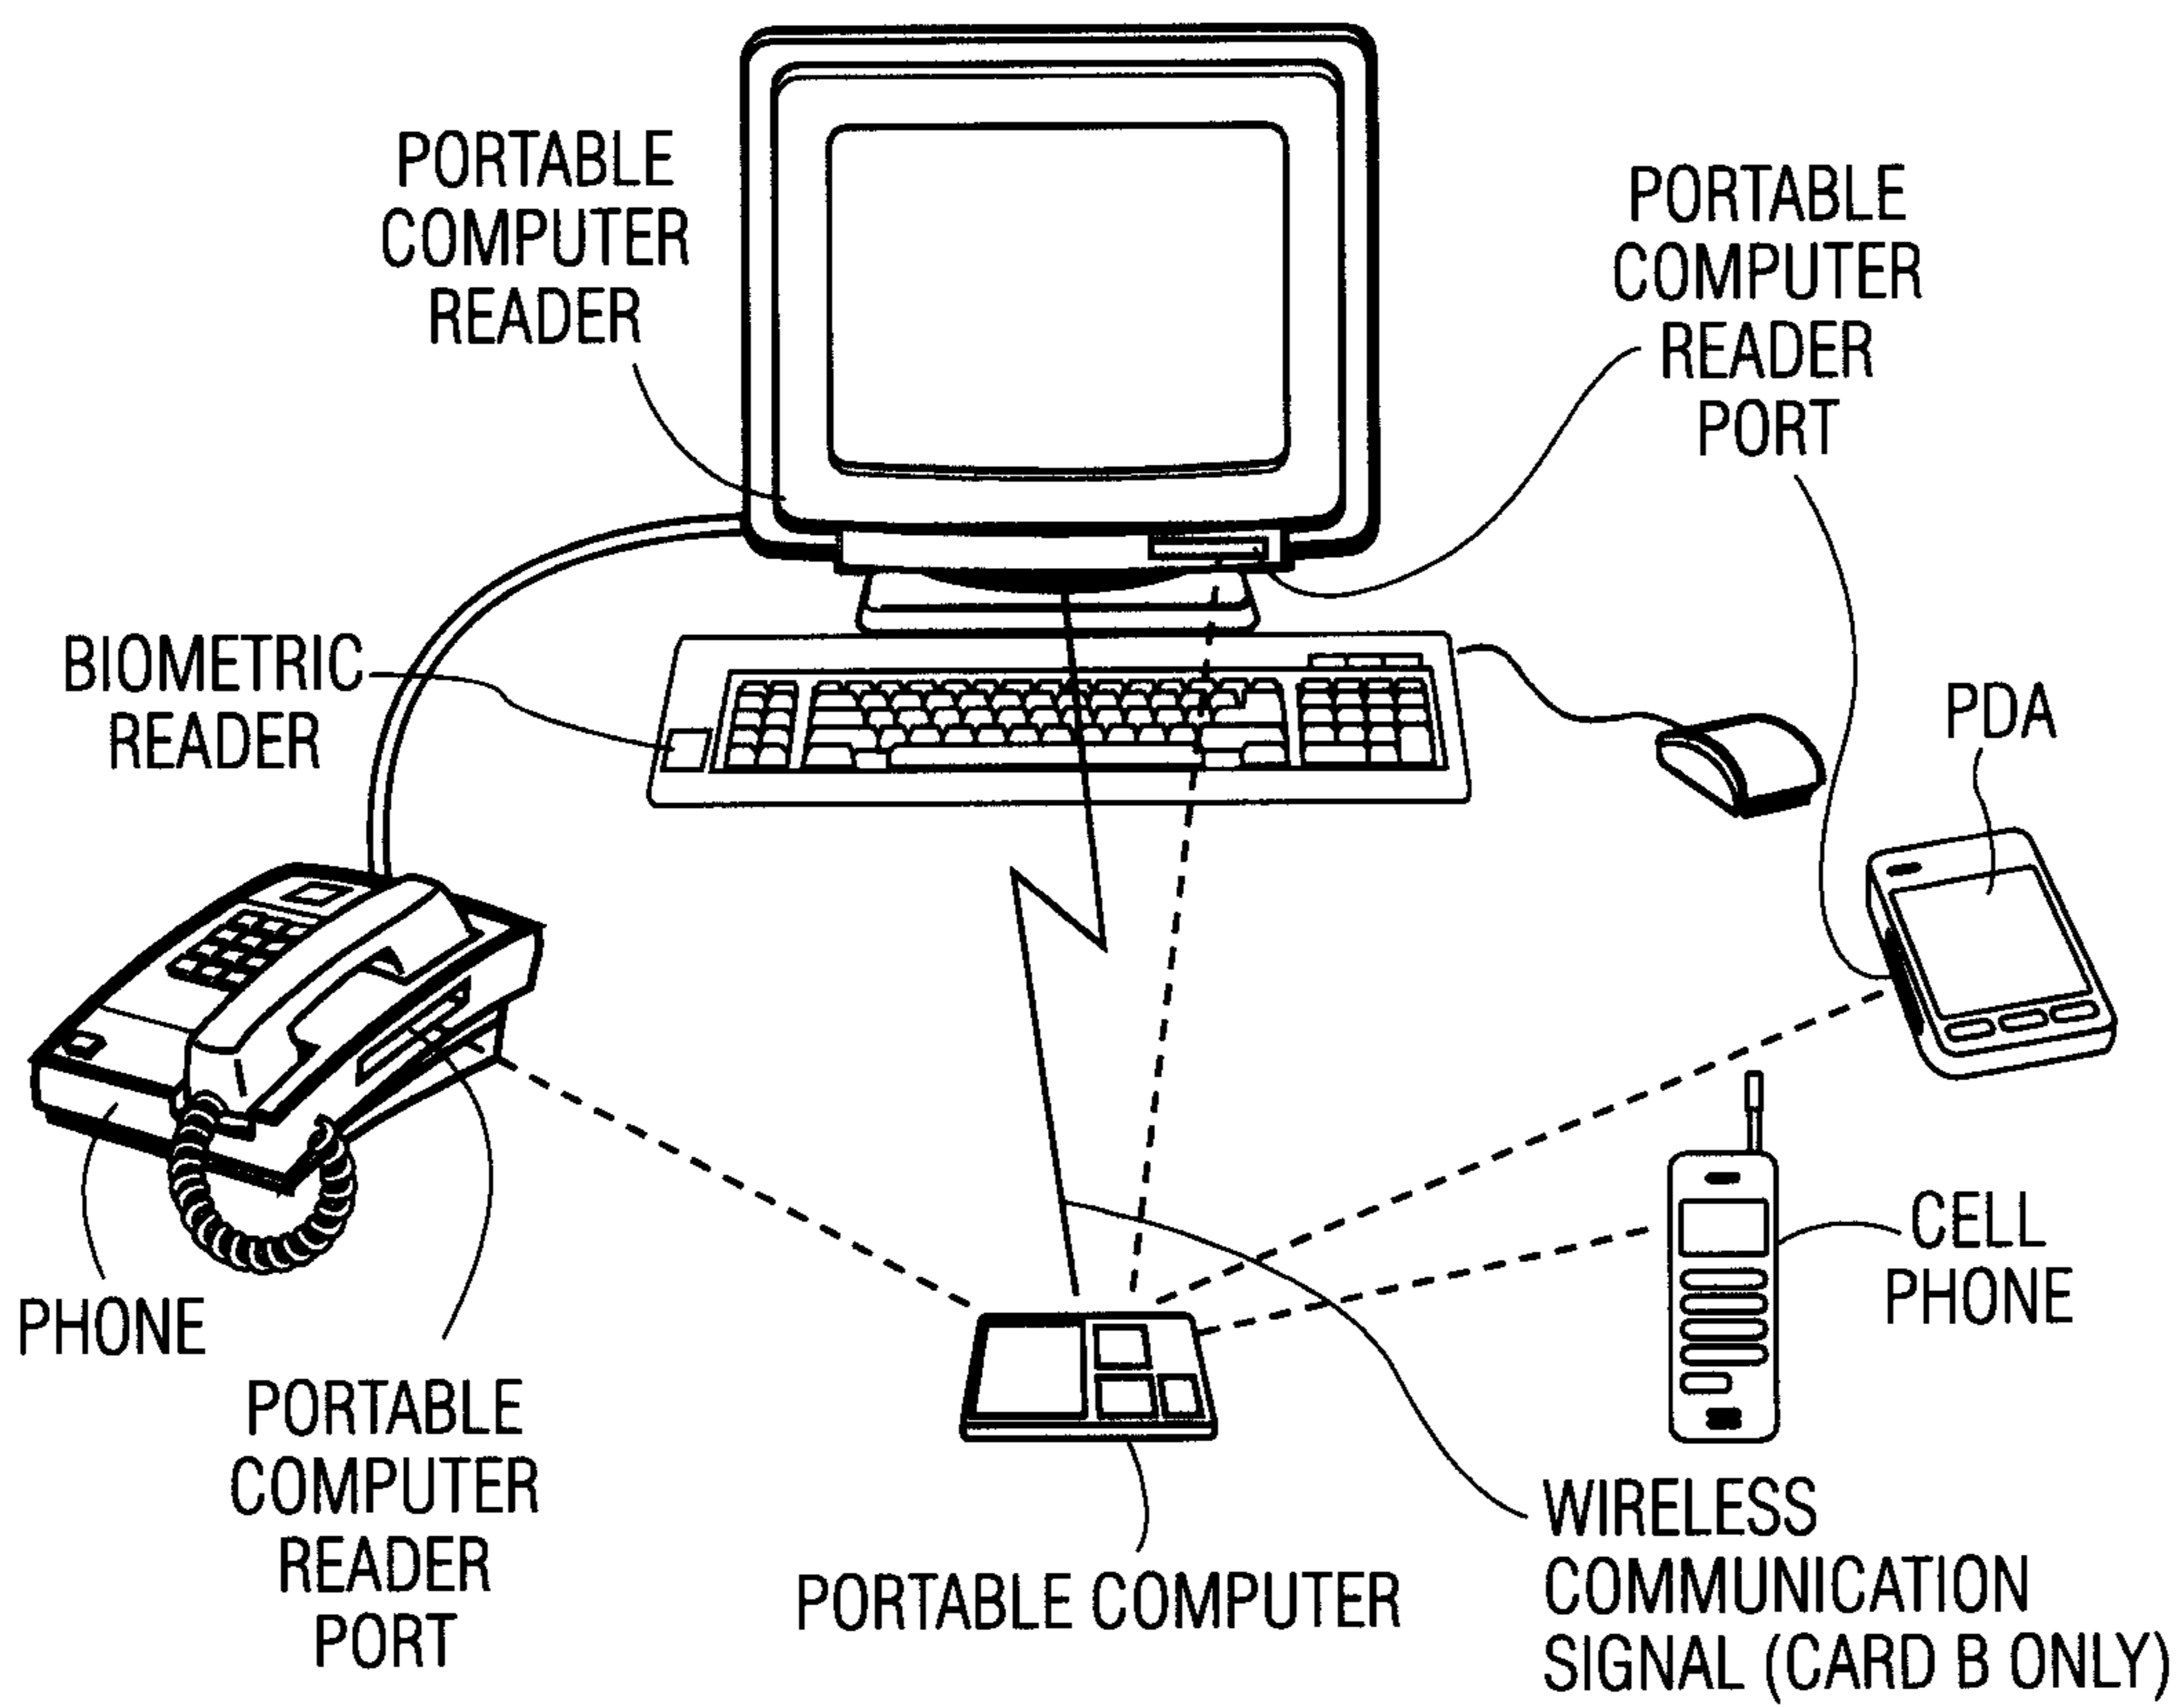 PORTABLE
COMPUTER
READER
PORTABLE
COMPUTER
READER
PORT
BIOMETRIC
READER
PDA
CELL
PHONE
PHONE
PORTABLE
COMPUTER
READER
PORT
PORTABLE COMPUTER
WIRELESS
COMMUNICATION
SIGNAL (CARD B ONLY)